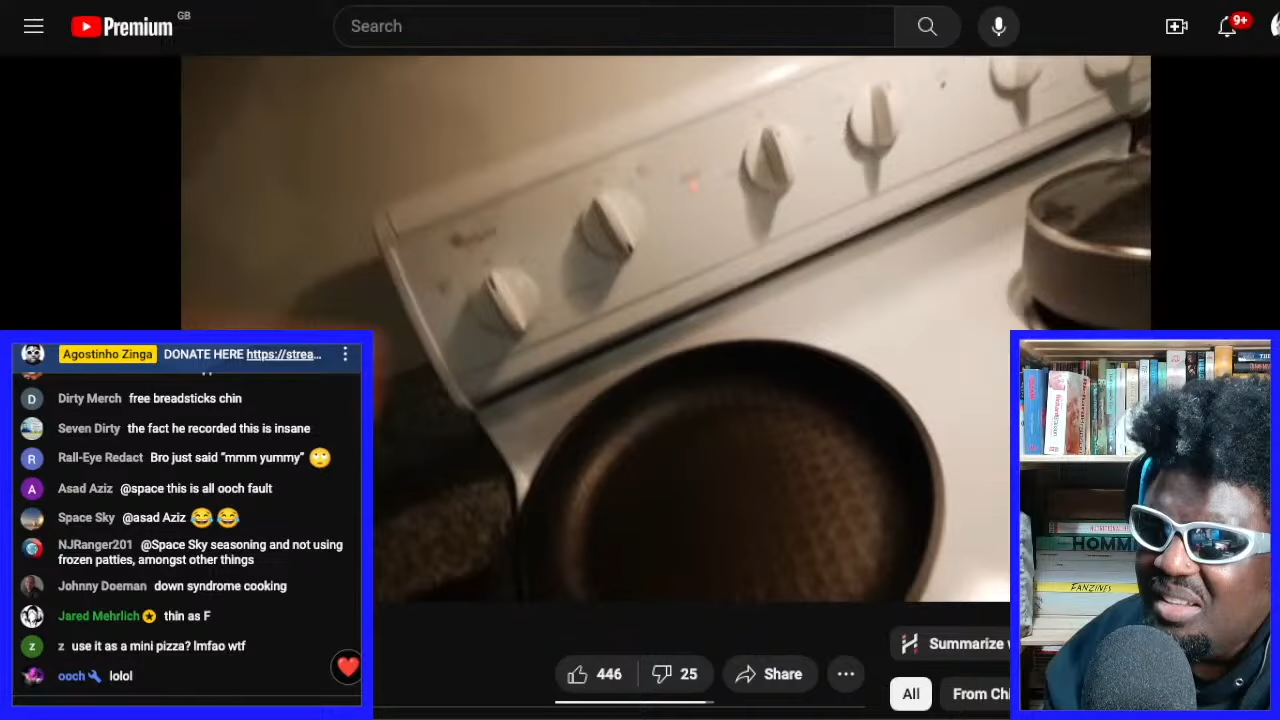 Premium GB
Search
9+
Agostinho Zinga DONATE HERE https://strea...
D Dirty Merch free breadsticks chin
Seven Dirty the fact he recorded this is insane
R Rall-Eye Redact Bro just said “mmm yummy” 🙄
A Asad Aziz @space this is all ooch fault
Space Sky @asad Aziz 😂 😂
NJRanger201 @Space Sky seasoning and not using
frozen patties, amongst other things
Johnny Doeman down syndrome cooking
Jared Mehrlich thin as F
z z use it as a mini pizza? lmfao wtf
ooch lolol
HOMME
FANZINES
446
25
Share
Summarize
All
From Chi